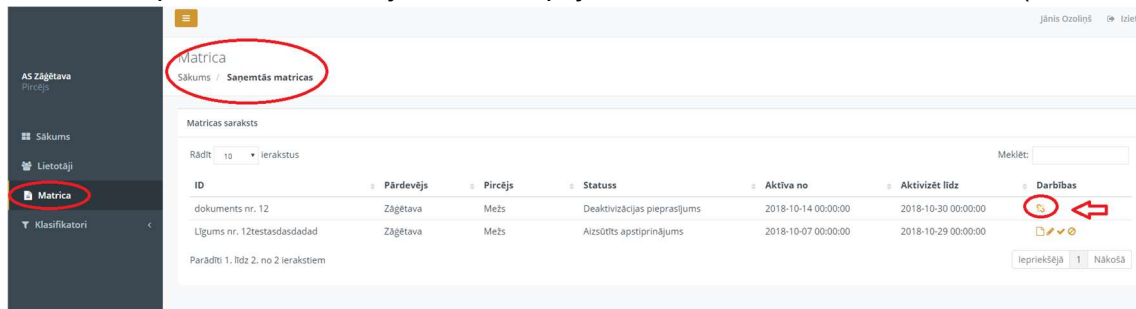 Jānis Ozoliņš
AS Zāģētava
Pircējs
Matrica
Sākums / Saņemtās matricas
Sākums
Lietotāji
Matrica
Klasifikatori
Matricas saraksts
Rādīt 10 ierakstus
Meklēt:
ID Pārdevējs Pircējs Statuss Aktīva no Aktivizēt līdz Darbības
dokuments nr. 12 Zāģētava Mežs Deaktivizācijas pieprasījums 2018-10-14 00:00:00 2018-10-30 00:00:00
Līgums nr. 12testasdasdadad Zāģētava Mežs Aizsūtīts apstiprinājums 2018-10-07 00:00:00 2018-10-29 00:00:00
Parādīti 1. līdz 2. no 2 ierakstiem
Iepriekšējā 1 Nākošā